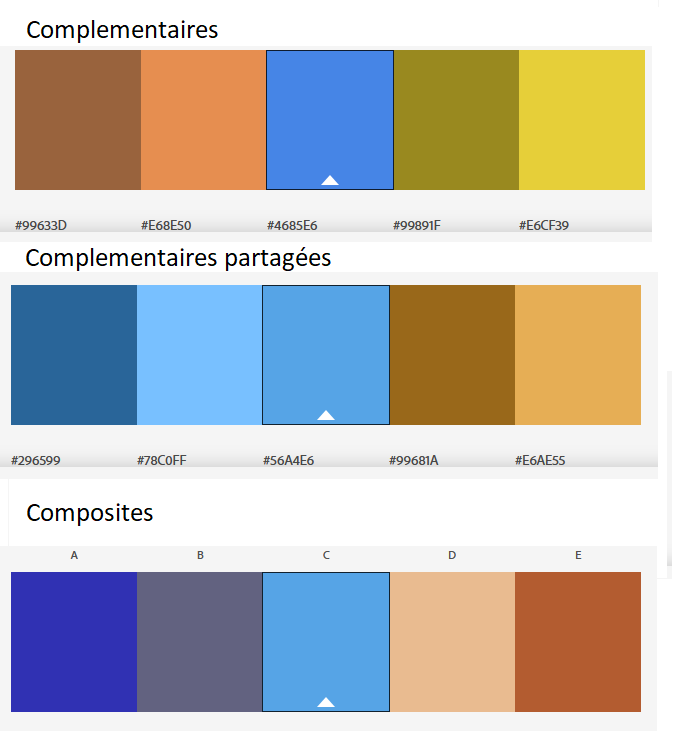 Complementaires
#99633D #E68E50 #4685E6 #99891F #E6CF39
Complementaires partagées
#296599 #78C0FF #56A4E6 #99681A #E6AE55
Composites
A B C D E